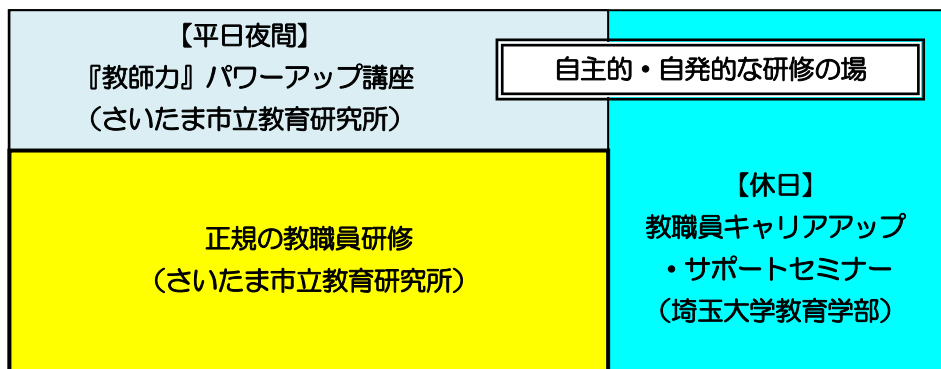 【平日夜間】
『教師力』パワーアップ講座
（さいたま市立教育研究所）
自主的・自発的な研修の場
正規の教職員研修
（さいたま市立教育研究所）
【休日】
教職員キャリアアップ
・サポートセミナー
（埼玉大学教育学部）